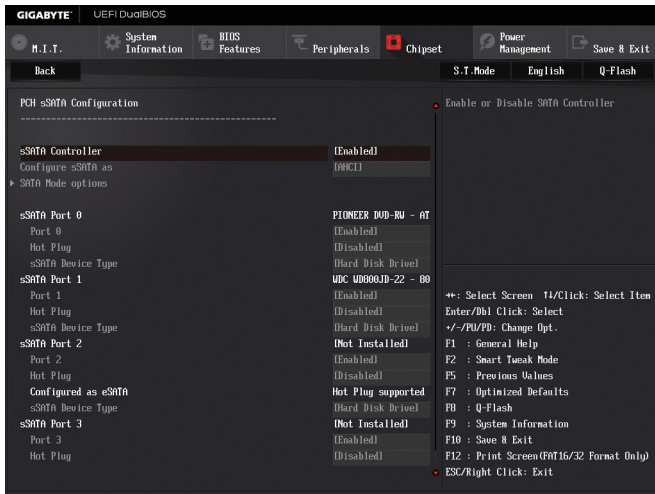 GIGABYTE™ UEFI DualBIOS
M.I.T.
System Information
BIOS Features
Peripherals
Chipset
Power Management
Save & Exit
Back
S.T.Mode English Q-Flash
PCH sSATA Configuration
------------------------------------------------
sSATA Controller [Enabled]
Configure sSATA as [AHCI]
SATA Mode options
sSATA Port 0 PIONEER DVD-RW - AT
Port 0 [Enabled]
Hot Plug [Disabled]
sSATA Device Type [Hard Disk Drive]
sSATA Port 1 WDC WD800JD-22 - 80
Port 1 [Enabled]
Hot Plug [Disabled]
sSATA Device Type [Hard Disk Drive]
sSATA Port 2 [Not Installed]
Port 2 [Enabled]
Hot Plug [Disabled]
Configured as eSATA Hot Plug supported
sSATA Device Type [Hard Disk Drive]
sSATA Port 3 [Not Installed]
Port 3 [Enabled]
Hot Plug [Disabled]
Enable or Disable SATA Controller
→←: Select Screen ↑↓/Click: Select Item
Enter/Dbl Click: Select
+/-/PU/PD: Change Opt.
F1 : General Help
F2 : Smart Tweak Mode
F5 : Previous Values
F7 : Optimized Defaults
F8 : Q-Flash
F9 : System Information
F10 : Save & Exit
F12 : Print Screen(FAT16/32 Format Only)
ESC/Right Click: Exit